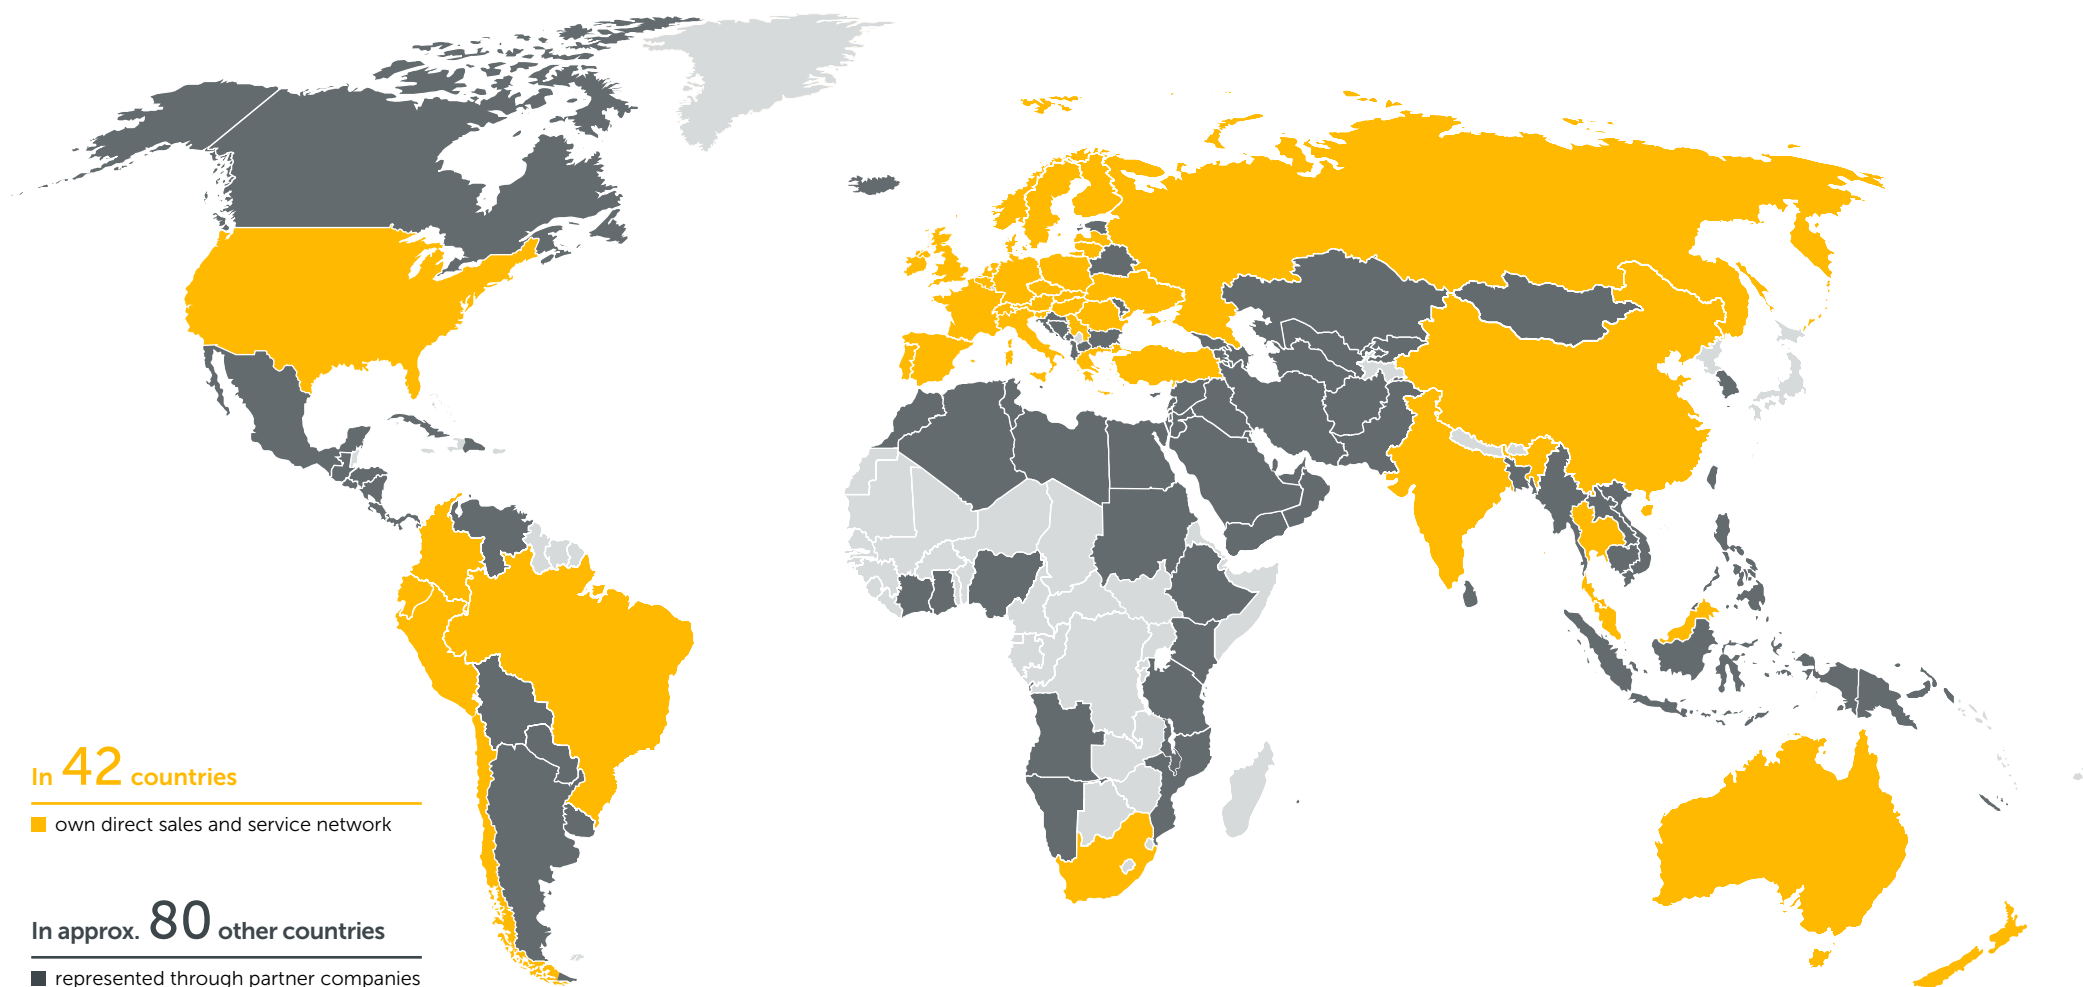 In 42 countries
own direct sales and service network
In approx. 80 other countries
represented through partner companies